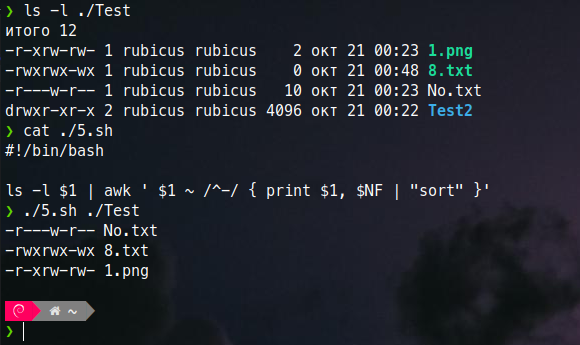 ❯ ls -l ./Test
итого 12
-r-xrw-rw- 1 rubicus rubicus    2 окт 21 00:23 1.png
-rwxrwx-wx 1 rubicus rubicus    0 окт 21 00:48 8.txt
-r---w-r-- 1 rubicus rubicus   10 окт 21 00:23 No.txt
drwxr-xr-x 2 rubicus rubicus 4096 окт 21 00:22 Test2
❯ cat ./5.sh
#!/bin/bash

ls -l $1 | awk ' $1 ~ /^-/ { print $1, $NF | "sort" }'
❯ ./5.sh ./Test
-r---w-r-- No.txt
-rwxrwx-wx 8.txt
-r-xrw-rw- 1.png

~
❯